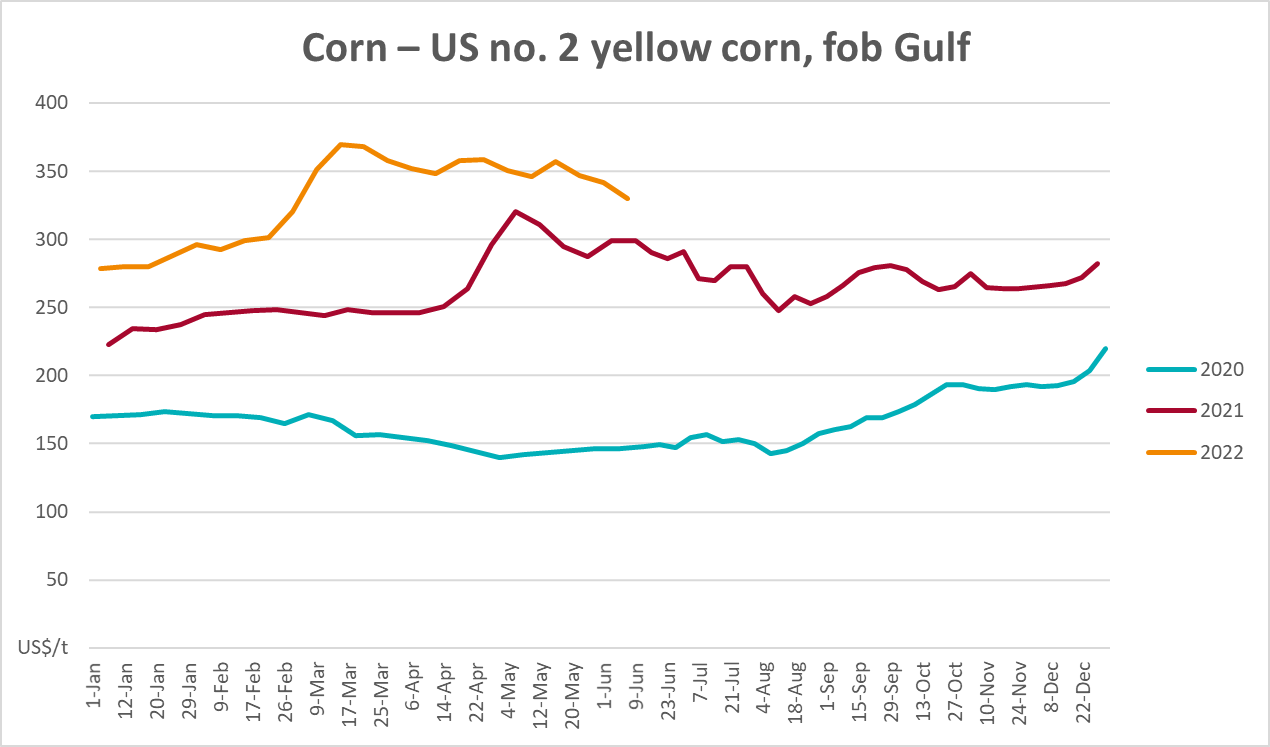 Corn – US no. 2 yellow corn, fob Gulf
400
350
300
250
200
150
100
50
US$/t
1-Jan
12-Jan
20-Jan
29-Jan
9-Feb
17-Feb
26-Feb
9-Mar
17-Mar
25-Mar
6-Apr
14-Apr
22-Apr
4-May
12-May
20-May
1-Jun
9-Jun
23-Jun
7-Jul
21-Jul
4-Aug
18-Aug
1-Sep
15-Sep
29-Sep
13-Oct
27-Oct
10-Nov
24-Nov
8-Dec
22-Dec
2020
2021
2022